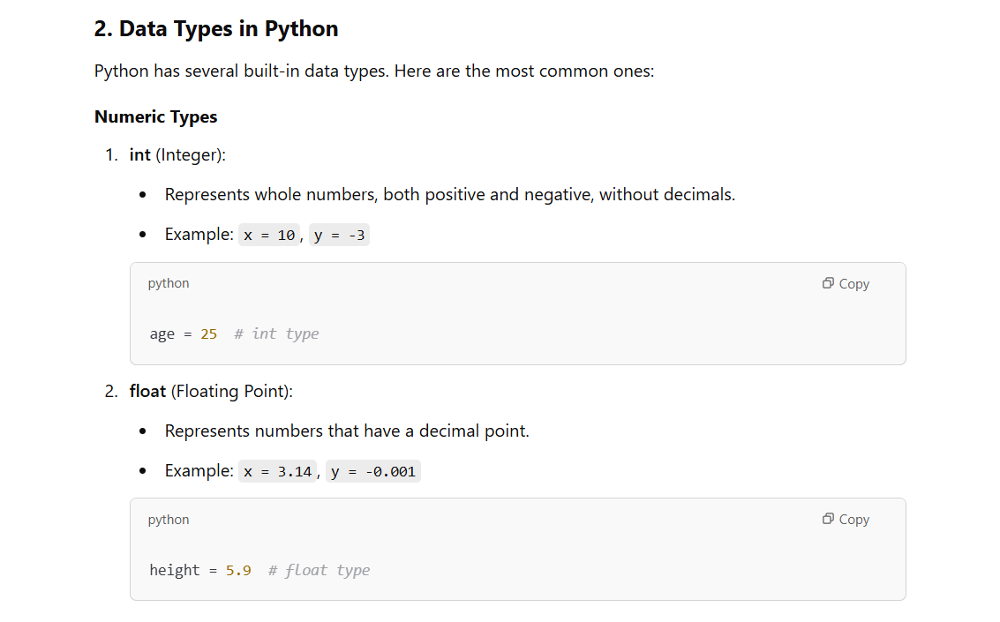 2. Data Types in Python
Python has several built-in data types. Here are the most common ones:
Numeric Types
1. int (Integer):
• Represents whole numbers, both positive and negative, without decimals.
• Example: x = 10, y = -3
python Copy
age = 25  # int type
2. float (Floating Point):
• Represents numbers that have a decimal point.
• Example: x = 3.14, y = -0.001
python Copy
height = 5.9  # float type